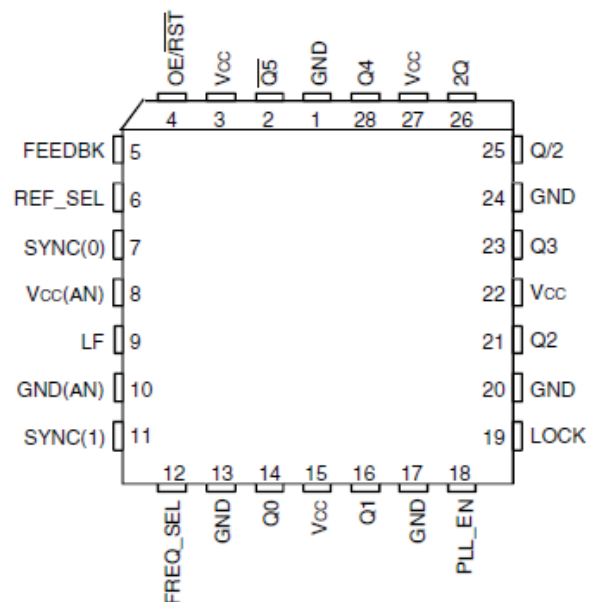 OE/R̅S̅T̅
VCC
Q̅5̅
GND
Q4
VCC
2Q
4 3 2 1 28 27 26
FEEDBK 5 25 Q/2
REF_SEL 6 24 GND
SYNC(0) 7 23 Q3
VCC(AN) 8 22 VCC
LF 9 21 Q2
GND(AN) 10 20 GND
SYNC(1) 11 19 LOCK
12 13 14 15 16 17 18
FREQ_SEL
GND
Q0
VCC
Q1
GND
PLL_EN